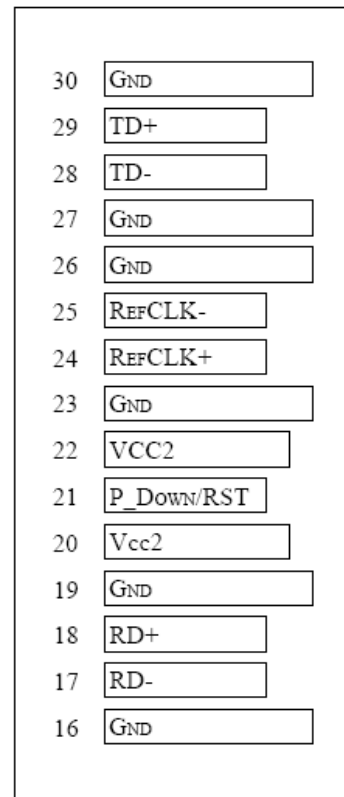 30 GND
29 TD+
28 TD-
27 GND
26 GND
25 REFCLK-
24 REFCLK+
23 GND
22 VCC2
21 P_DOWN/RST
20 Vcc2
19 GND
18 RD+
17 RD-
16 GND